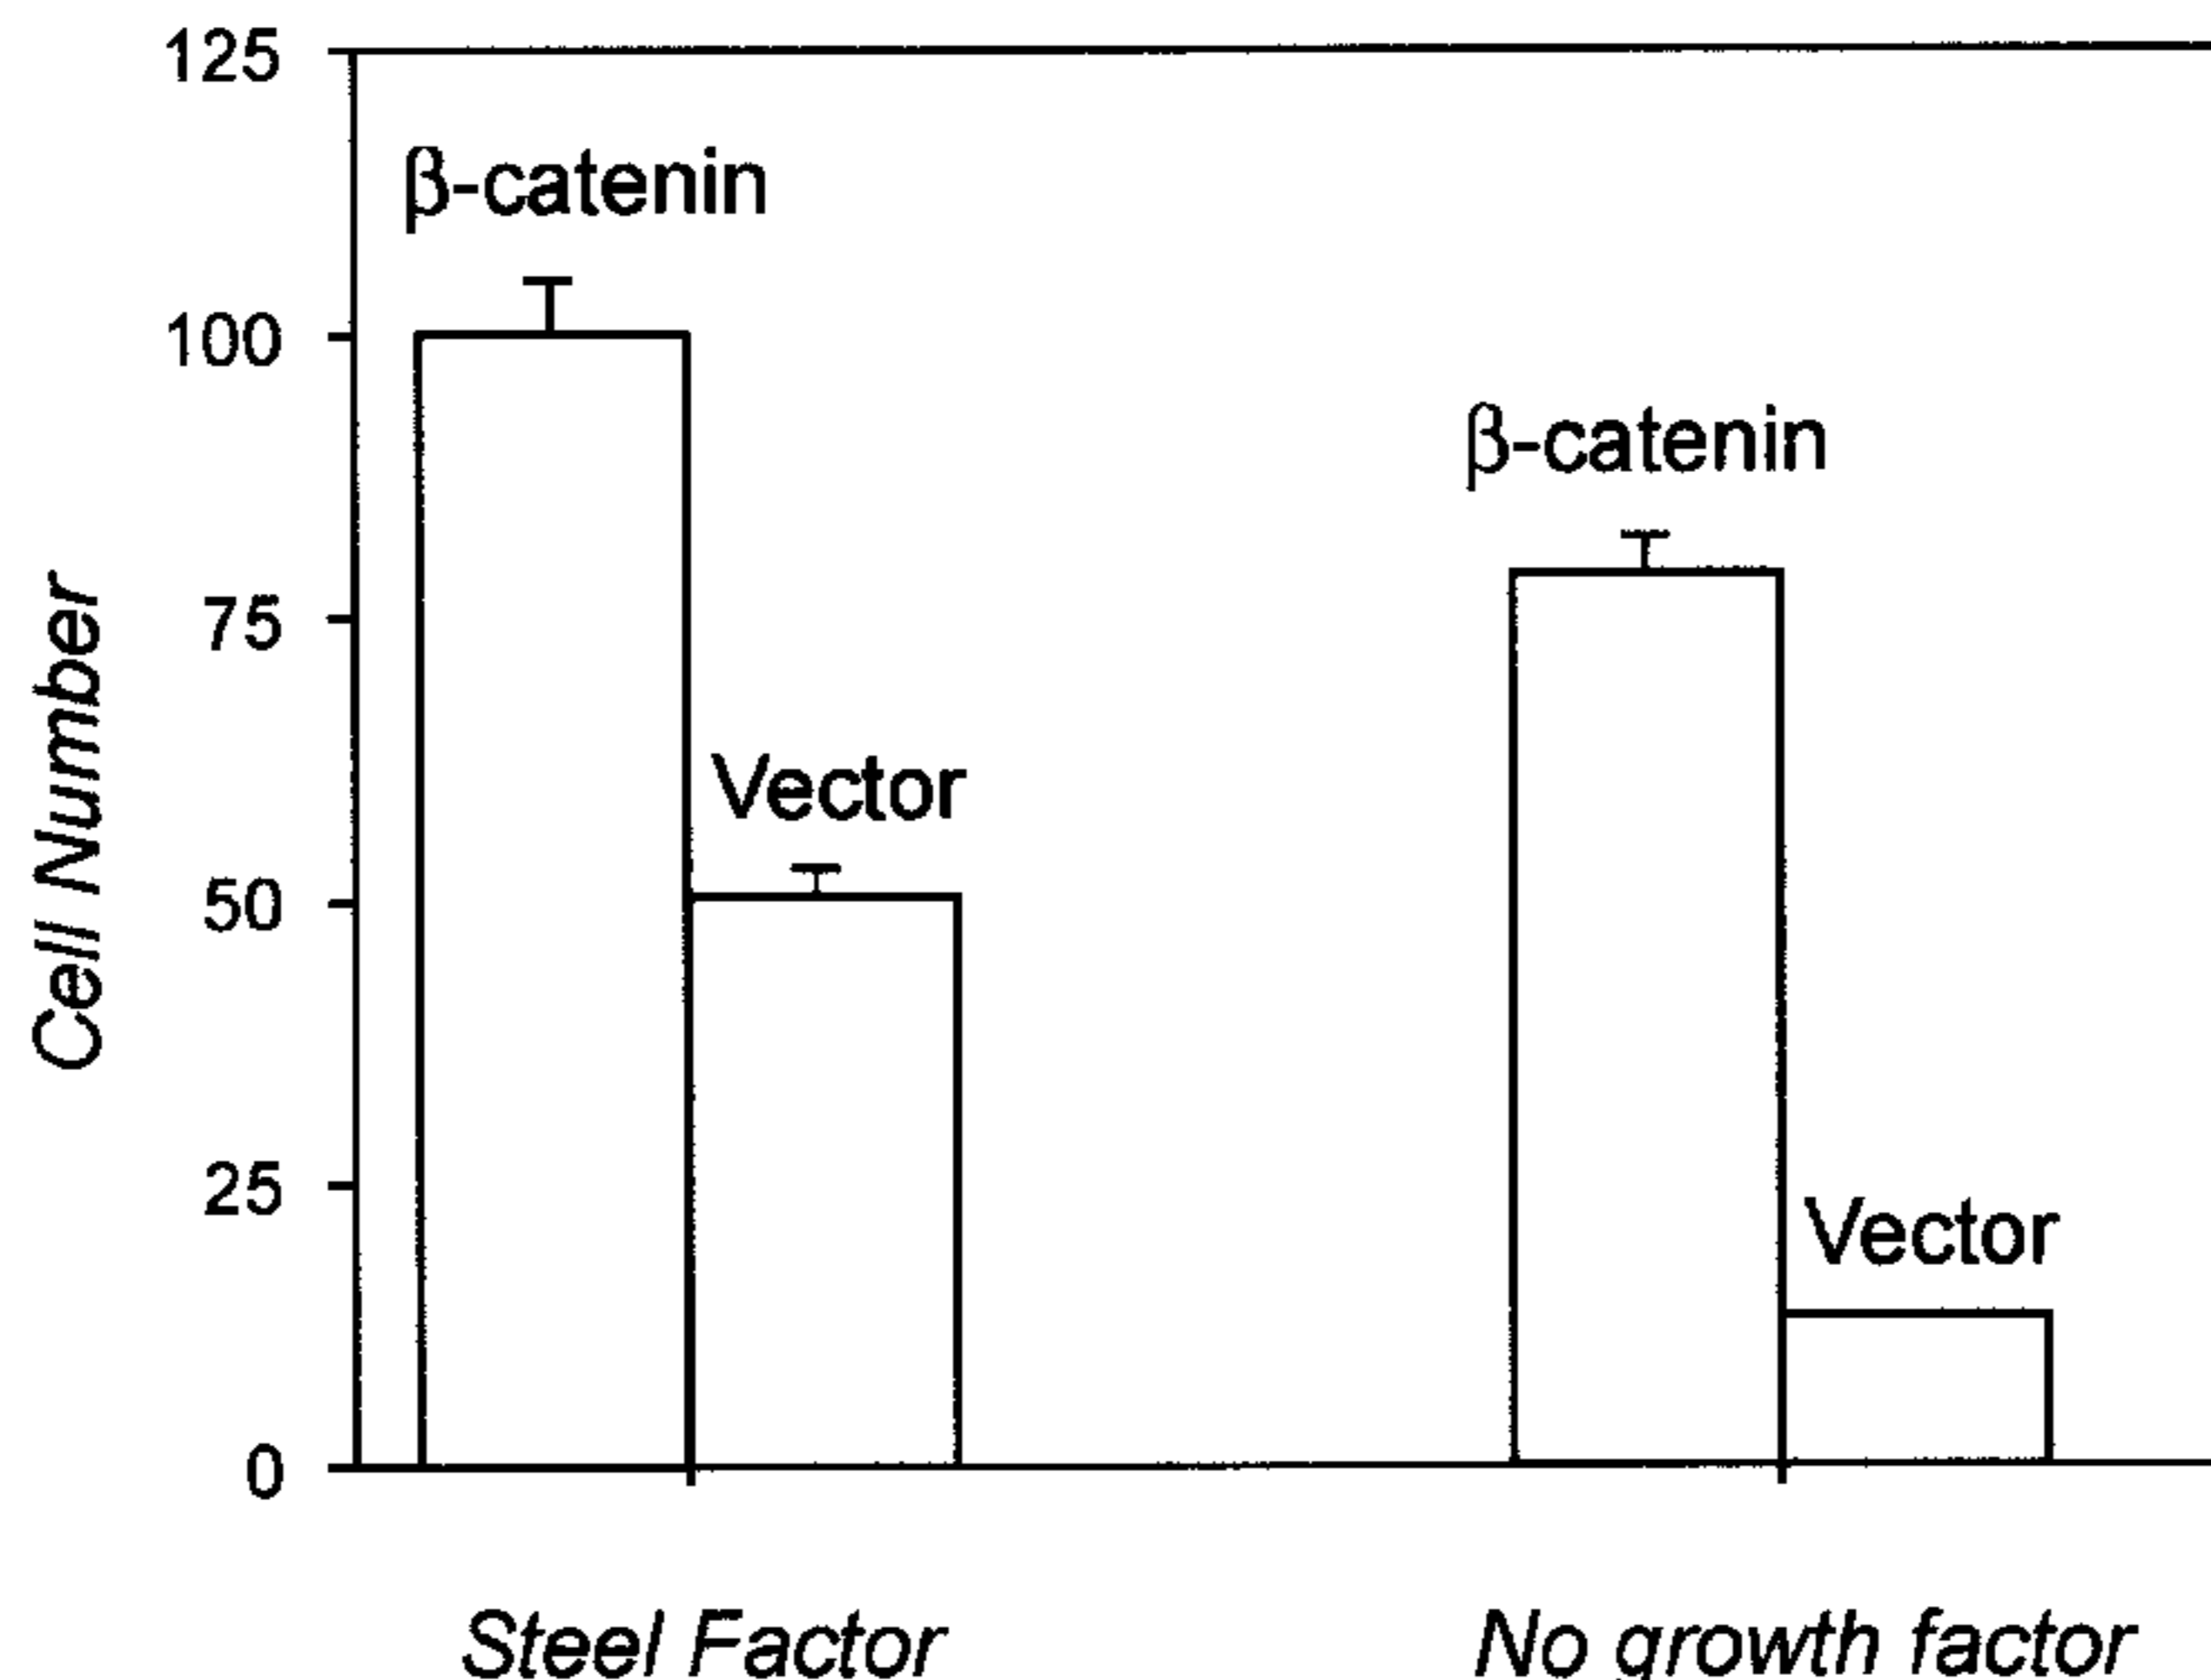 125
β-catenin
100
β-catenin
75
Vector
50
25
Vector
0
Cell Number
Steel Factor
No growth factor